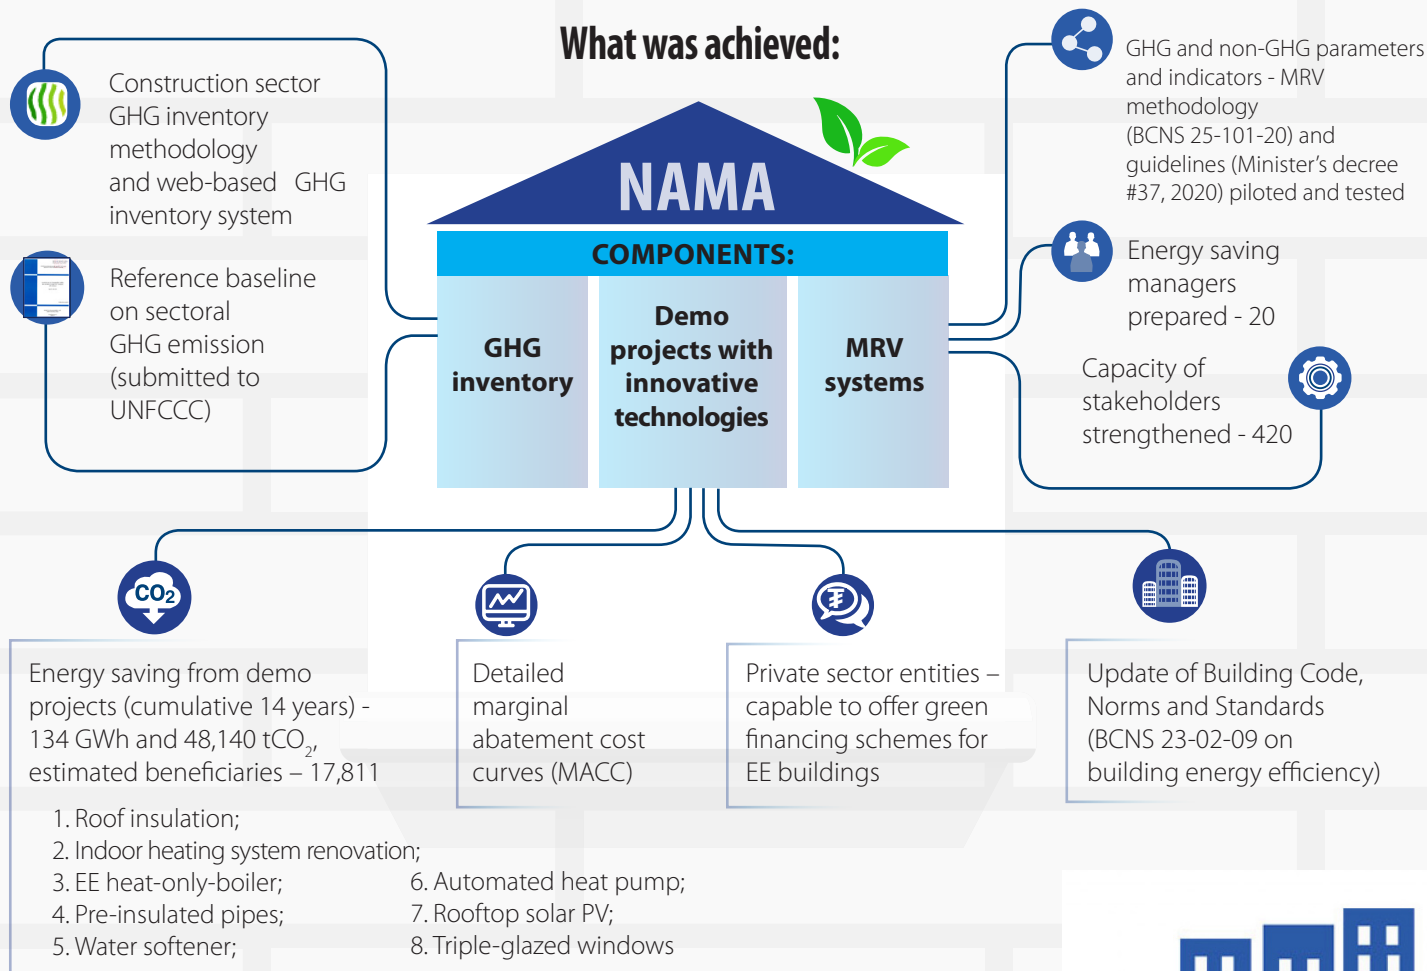 What was achieved:
Construction sector
GHG inventory
methodology
and web-based GHG
inventory system
Reference baseline
on sectoral
GHG emission
(submitted to
UNFCCC)
NAMA
COMPONENTS:
GHG
inventory
Demo
projects with
innovative
technologies
MRV
systems
GHG and non-GHG parameters
and indicators - MRV
methodology
(BCNS 25-101-20) and
guidelines (Minister’s decree
#37, 2020) piloted and tested
Energy saving
managers
prepared - 20
Capacity of
stakeholders
strengthened - 420
CO2
Energy saving from demo
projects (cumulative 14 years) -
134 GWh and 48,140 tCO2,
estimated beneficiaries – 17,811
1. Roof insulation;
2. Indoor heating system renovation;
3. EE heat-only-boiler;
4. Pre-insulated pipes;
5. Water softener;
6. Automated heat pump;
7. Rooftop solar PV;
8. Triple-glazed windows
Detailed
marginal
abatement cost
curves (MACC)
₮
Private sector entities –
capable to offer green
financing schemes for
EE buildings
Update of Building Code,
Norms and Standards
(BCNS 23-02-09 on
building energy efficiency)